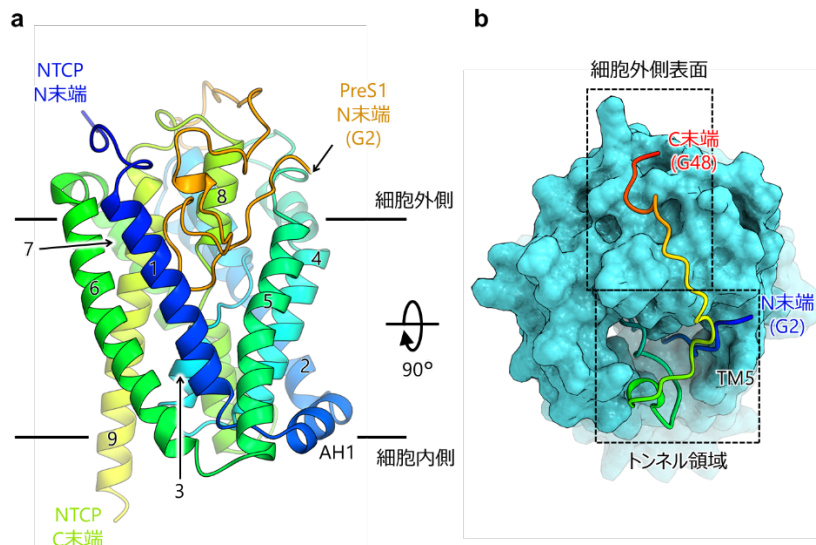 a
NTCP
N末端
PreS1
N末端
(G2)
8
細胞外側
7
1
6
4
5
2
9
AH1
3
細胞内側
NTCP
C末端
90°
b
細胞外側表面
C末端
(G48)
N末端
(G2)
TM5
トンネル領域